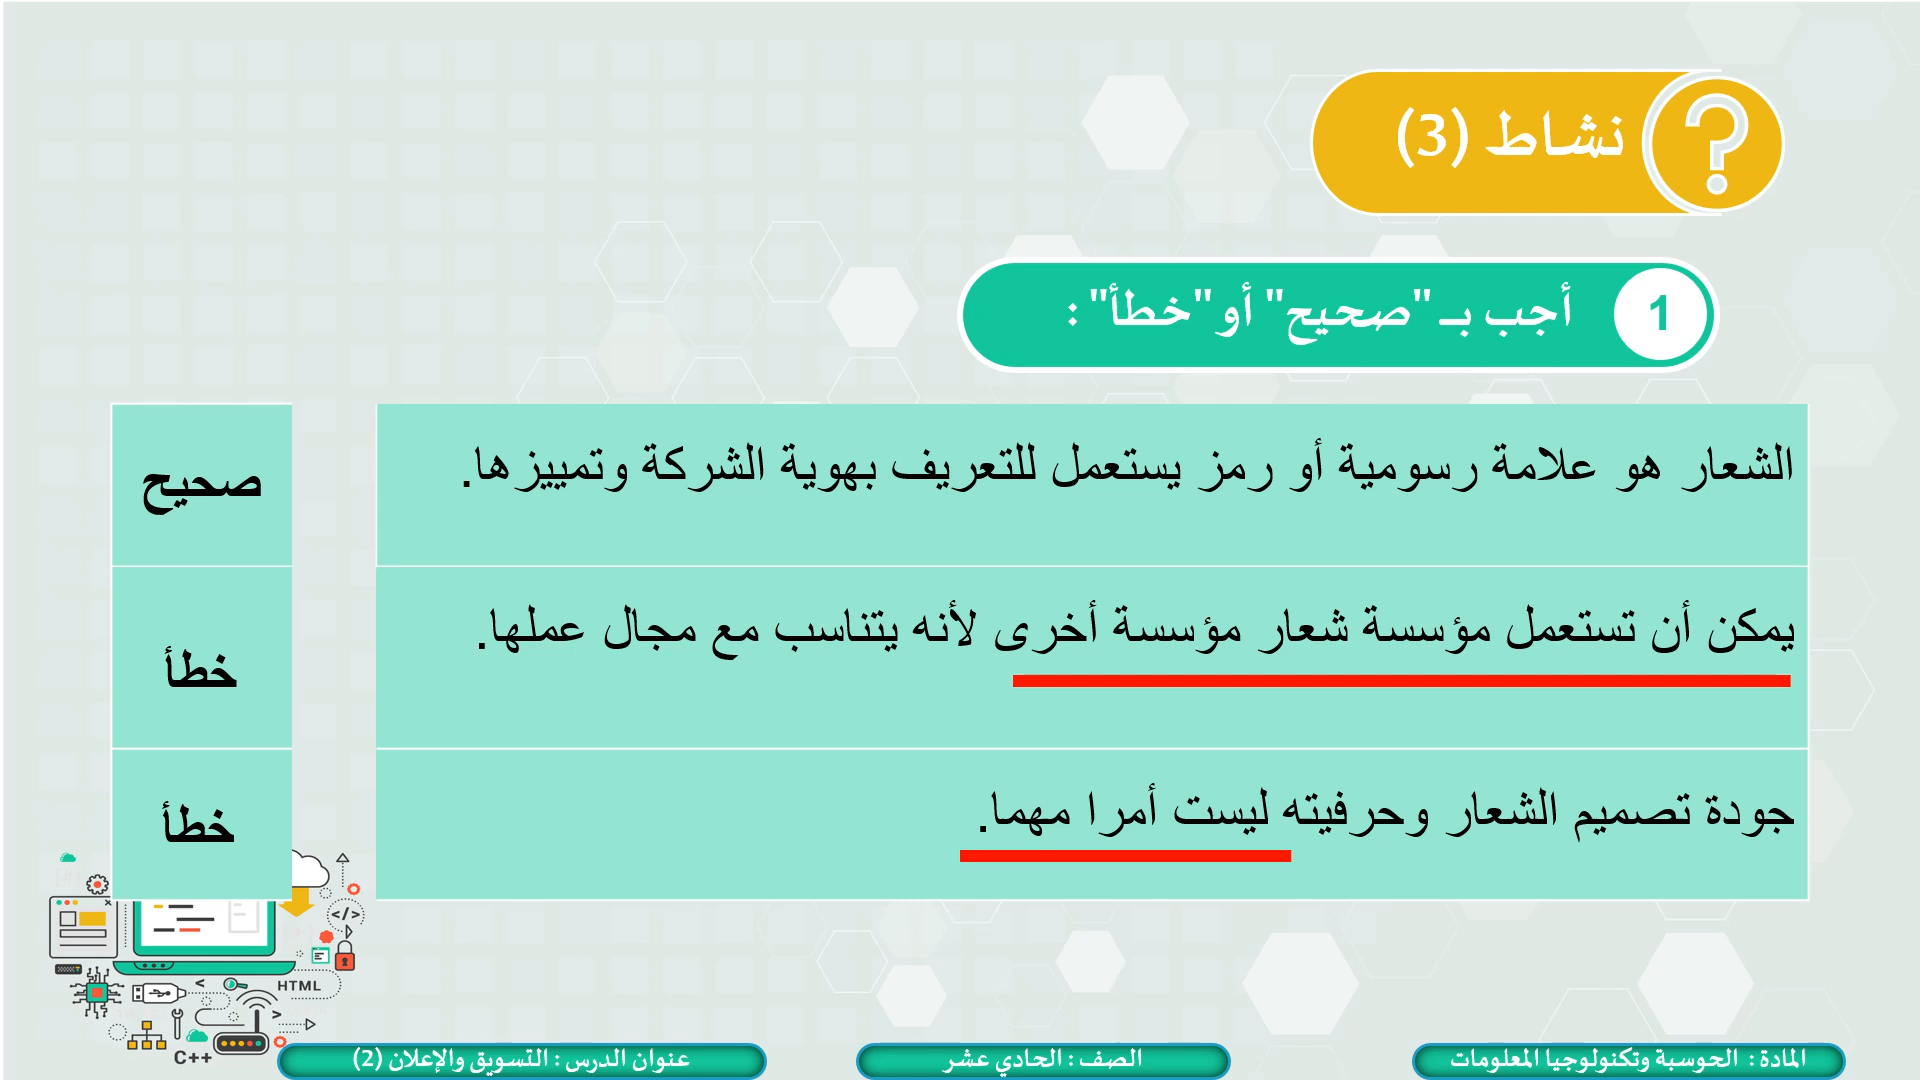 نشاط (3)
1
أجب بـ "صحيح" أو"خطأ" :
الشعار هو علامة رسومية أو رمز يستعمل للتعريف بهوية الشركة وتمييزها.
صحيح
يمكن أن تستعمل مؤسسة شعار مؤسسة أخرى لأنه يتناسب مع مجال عملها.
خطأ
جودة تصميم الشعار وحرفيته ليست أمرا مهما.
خطأ
</>
HTML
C++
المادة : الحوسبة وتكنولوجيا المعلومات
الصف : الحادي عشر
عنوان الدرس : التسويق والإعلان (2)